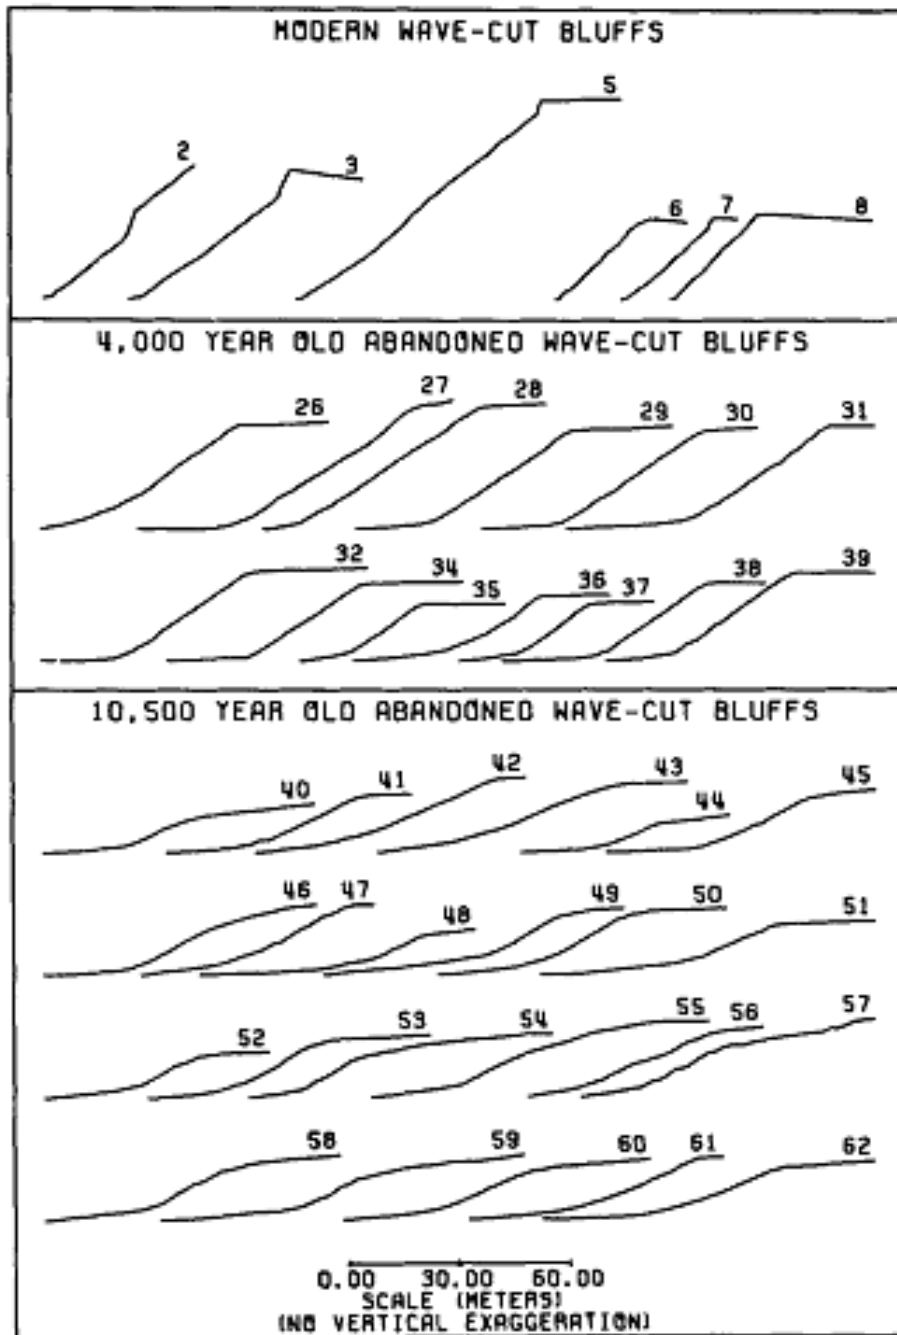 MODERN WAVE-CUT BLUFFS
5
2
3
6 7 8
4,000 YEAR OLD ABANDONED WAVE-CUT BLUFFS
26 27 28 29 30 31
32 34 35 36 37 38 39
10,500 YEAR OLD ABANDONED WAVE-CUT BLUFFS
40 41 42 43 44 45
46 47 48 49 50 51
52 53 54 55 56 57
58 59 60 61 62
0.00 30.00 60.00
SCALE (METERS)
(NO VERTICAL EXAGGERATION)